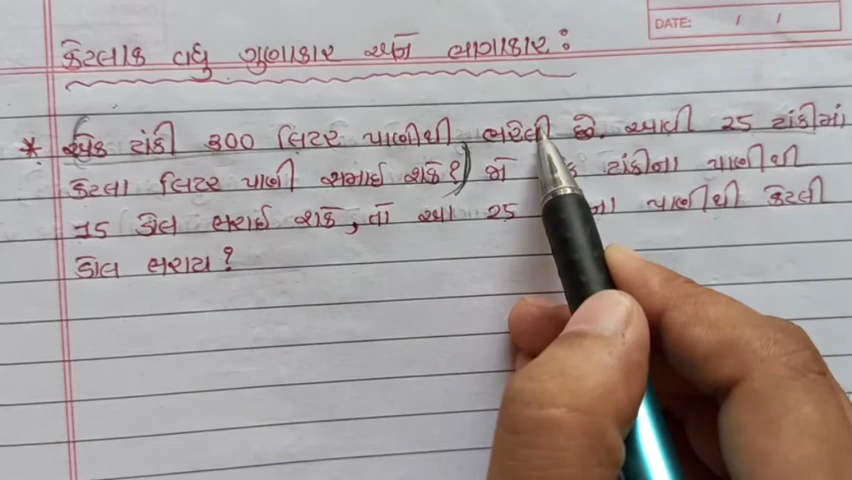 DATE: / /
કેટલાક વધુ ગુણાકાર અને ભાગાકાર:
* એક ટાંકી 300 લિટર પાણીથી ભરેલી છે. આવી 25 ટાંકીમાં
કેટલા લિટર પાણી સમાઈ શકે? જો ટાંકીના પાણીથી
75 ડોલ ભરાઈ શકે, તો આ 25 ના પાણીથી કેટલી
ડોલ ભરાય?